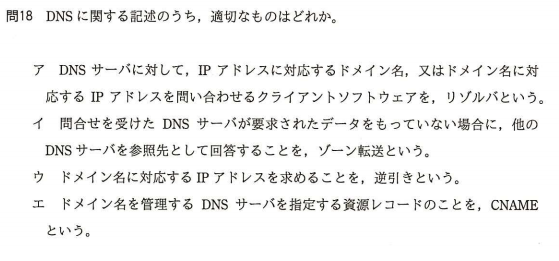 問18 DNS に関する記述のうち，適切なものはどれか。
ア DNS サーバに対して，IP アドレスに対応するドメイン名，又はドメイン名に対
応する IP アドレスを問い合わせるクライアントソフトウェアを，リゾルバという。
イ 問合せを受けた DNS サーバが要求されたデータをもっていない場合に，他の
DNS サーバを参照先として回答することを，ゾーン転送という。
ウ ドメイン名に対応する IP アドレスを求めることを，逆引きという。
エ ドメイン名を管理する DNS サーバを指定する資源レコードのことを，CNAME
という。